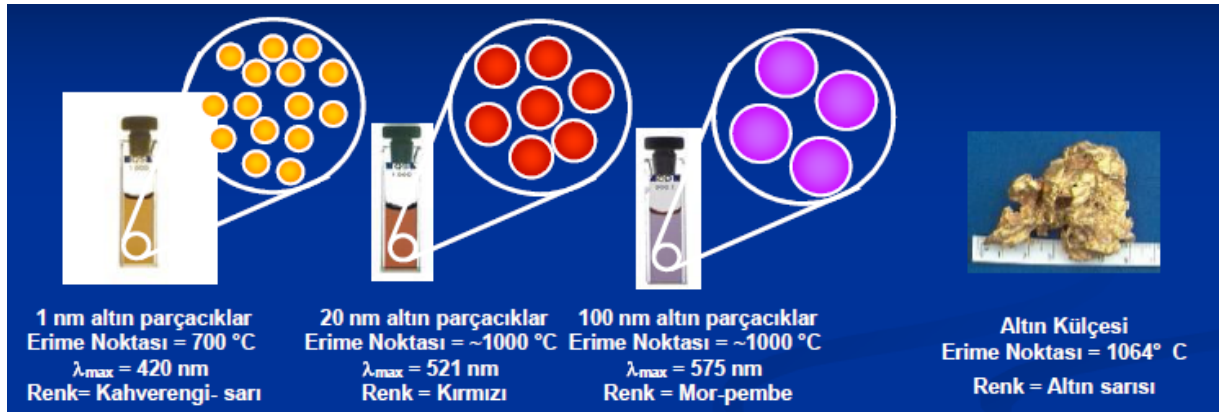 1 nm altın parçacıklar
Erime Noktası = 700 °C
λmax = 420 nm
Renk= Kahverengi- sarı
20 nm altın parçacıklar
Erime Noktası = ~1000 °C
λmax = 521 nm
Renk = Kırmızı
100 nm altın parçacıklar
Erime Noktası = ~1000 °C
λmax = 575 nm
Renk = Mor-pembe
Altın Külçesi
Erime Noktası = 1064° C
Renk = Altın sarısı